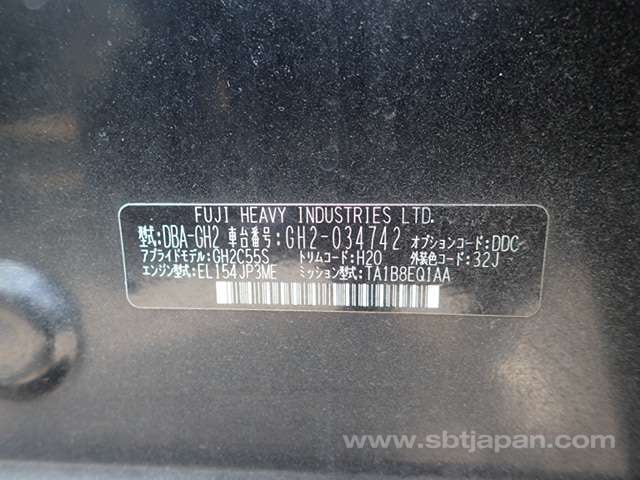 FUJI HEAVY INDUSTRIES LTD.
型式:DBA-GH2 車台番号:GH2-034742 オプションコード:DDC
アプライドモデル:GH2C55S トリムコード:H20 外装色コード:32J
エンジン型式:EL154JP3ME ミッション型式:TA1B8EQ1AA
www.sbtjapan.com